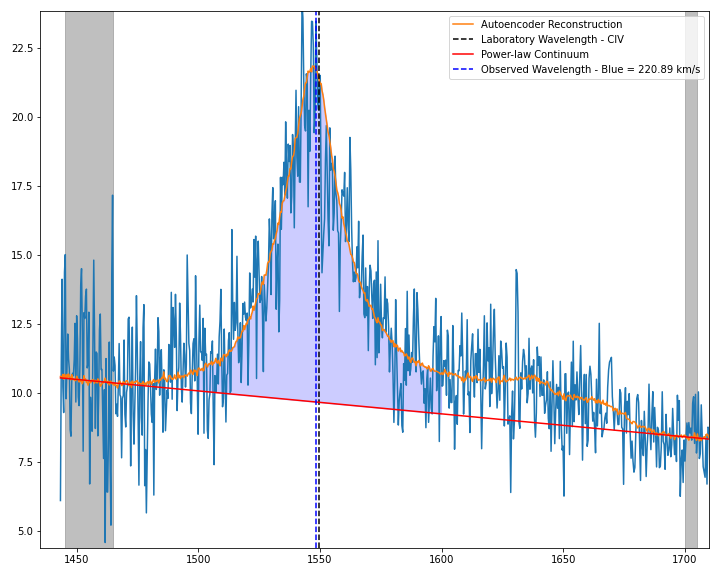 Autoencoder Reconstruction
Laboratory Wavelength - CIV
Power-law Continuum
Observed Wavelength - Blue = 220.89 km/s
22.5
20.0
17.5
15.0
12.5
10.0
7.5
5.0
1450 1500 1550 1600 1650 1700